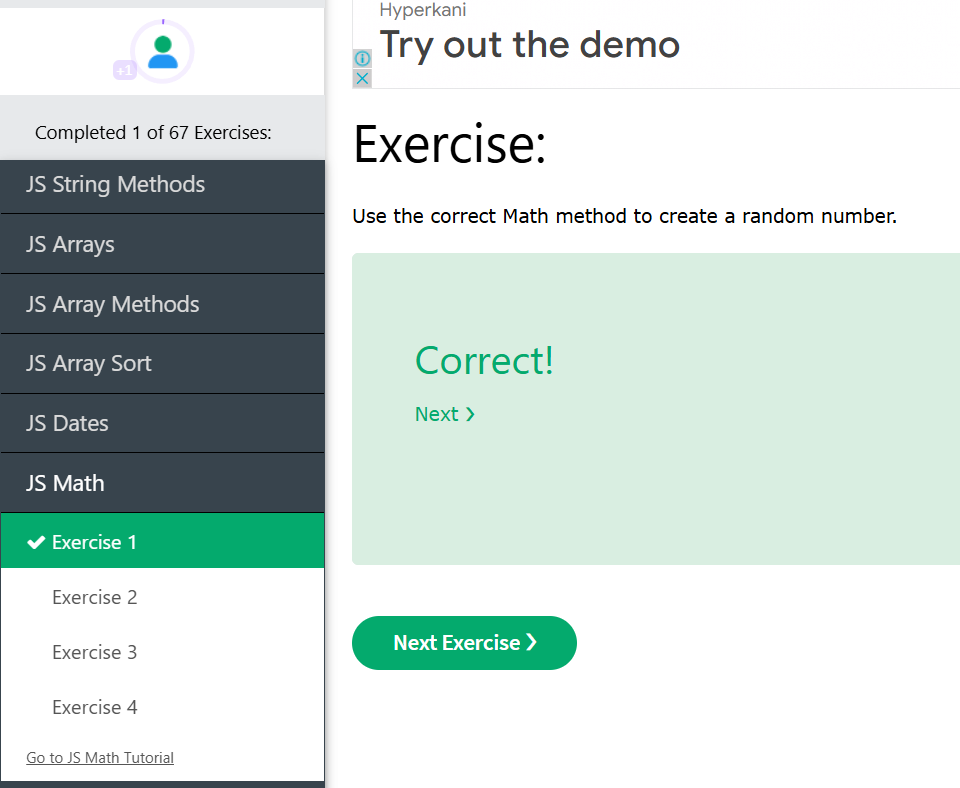 +1
Completed 1 of 67 Exercises:
JS String Methods
JS Arrays
JS Array Methods
JS Array Sort
JS Dates
JS Math
Exercise 1
Exercise 2
Exercise 3
Exercise 4
Go to JS Math Tutorial
Hyperkani
Try out the demo
Exercise:
Use the correct Math method to create a random number.
Correct!
Next ❯
Next Exercise ❯